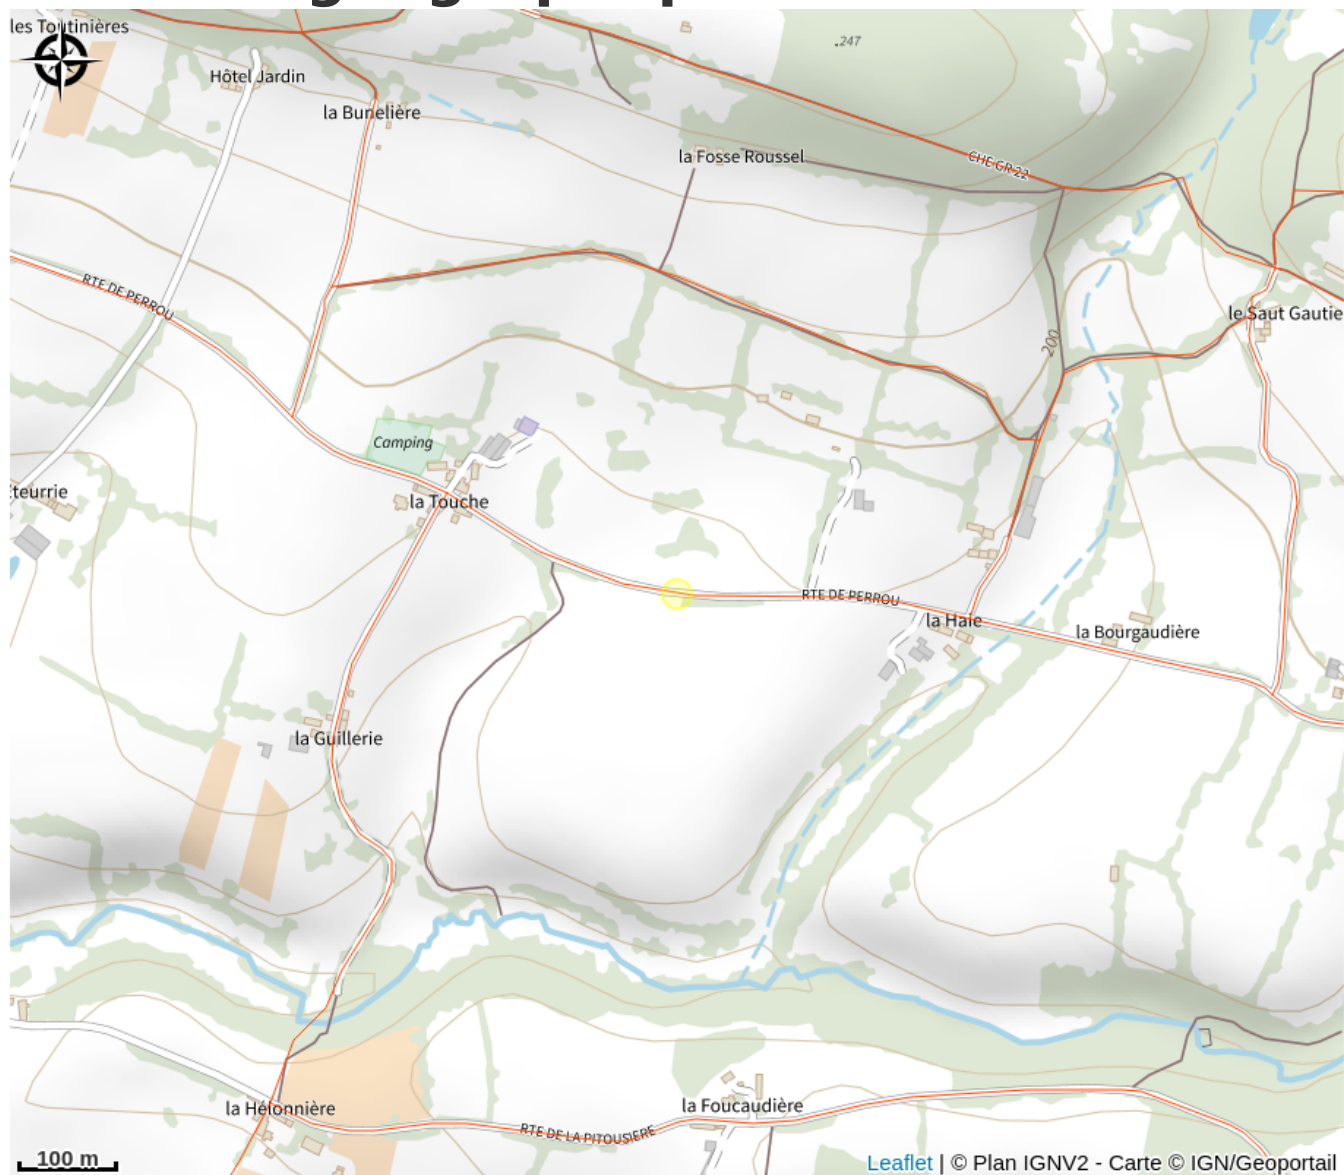 les Toutinières
.247
Hôtel Jardin
la Bunelière
la Fosse Roussel
CHE GR 22
RTE DE PERROU
le Saut Gautie
200
Camping
teurrie
la Touche
RTE DE PERROU
la Haie
la Bourgaudière
la Guillerie
la Hélonnière
la Foucaudière
RTE DE LA PITOUSIERE
100 m
Leaflet | © Plan IGNV2 - Carte © IGN/Geoportail